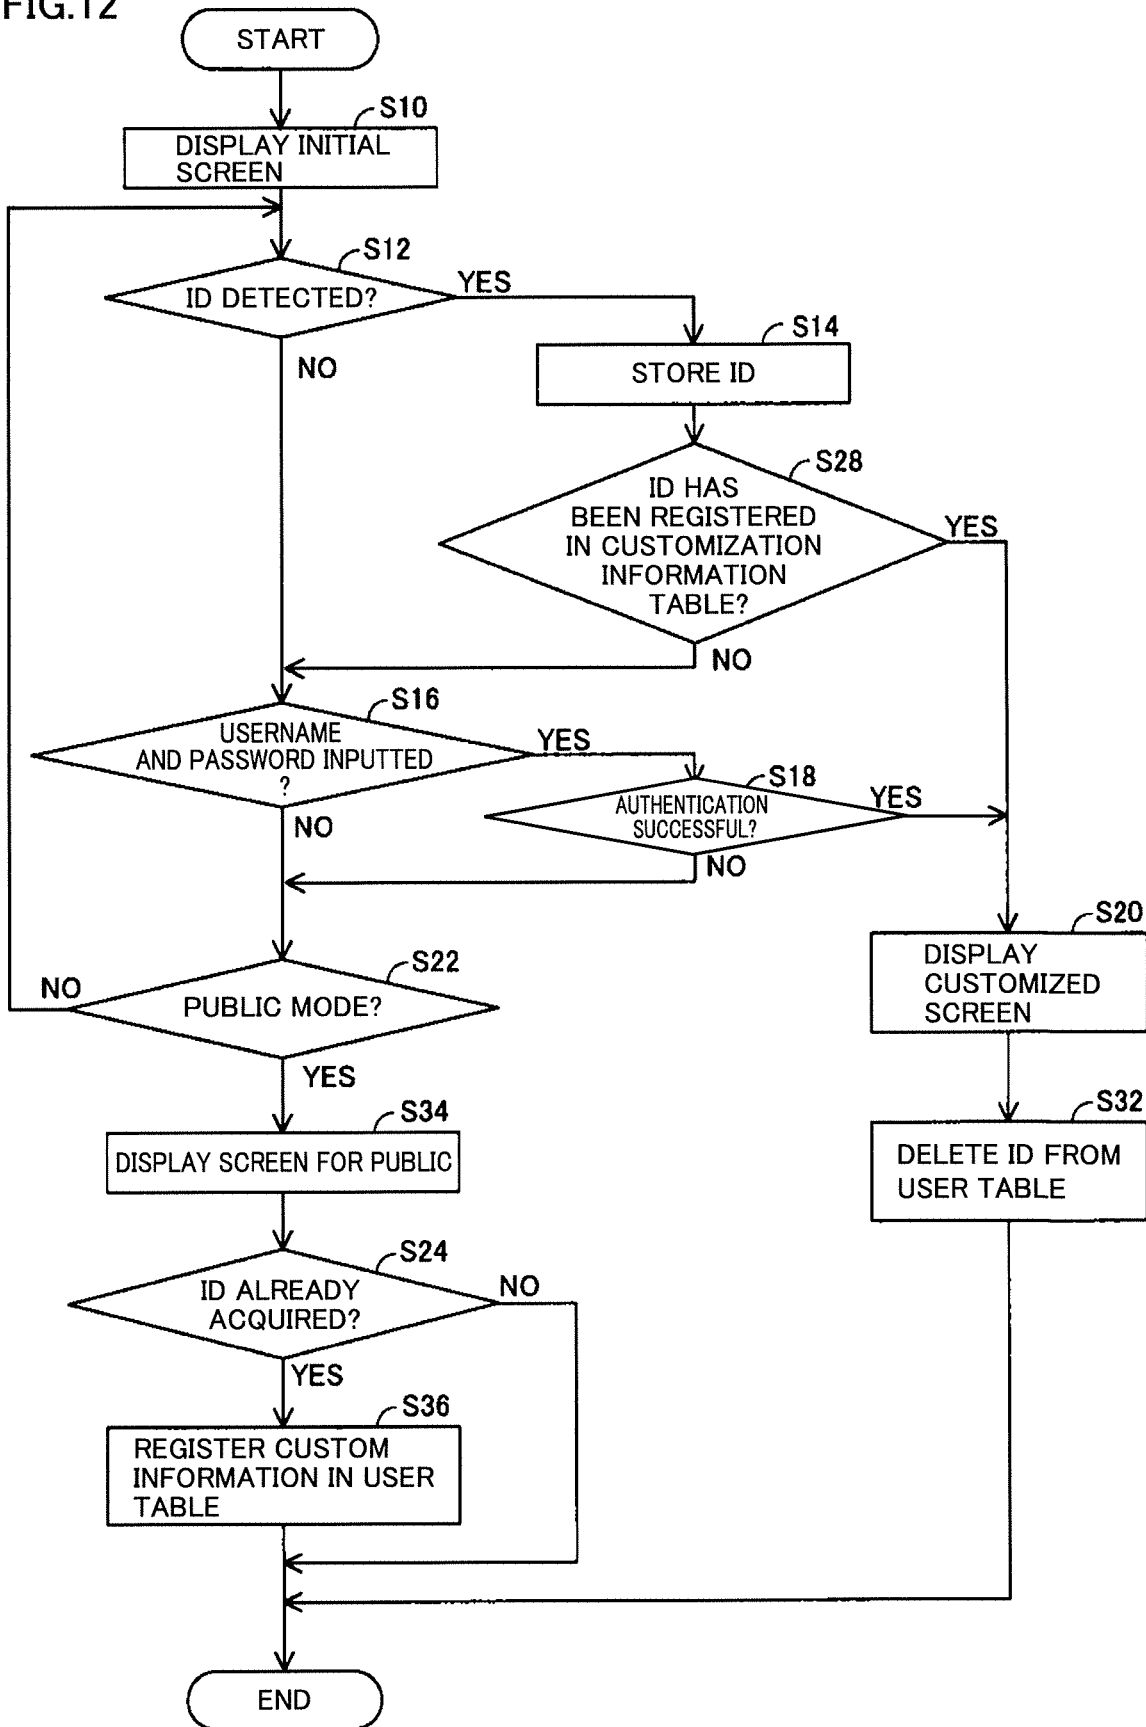 FIG.12
START
S10
DISPLAY INITIAL
SCREEN
S12
ID DETECTED?
YES
NO
S14
STORE ID
S28
ID HAS
BEEN REGISTERED
IN CUSTOMIZATION
INFORMATION
TABLE?
YES
NO
S16
USERNAME
AND PASSWORD INPUTTED
?
YES
NO
S18
AUTHENTICATION
SUCCESSFUL?
YES
NO
S20
DISPLAY
CUSTOMIZED
SCREEN
S22
PUBLIC MODE?
NO
YES
S32
DELETE ID FROM
USER TABLE
S34
DISPLAY SCREEN FOR PUBLIC
S24
ID ALREADY
ACQUIRED?
NO
YES
S36
REGISTER CUSTOM
INFORMATION IN USER
TABLE
END